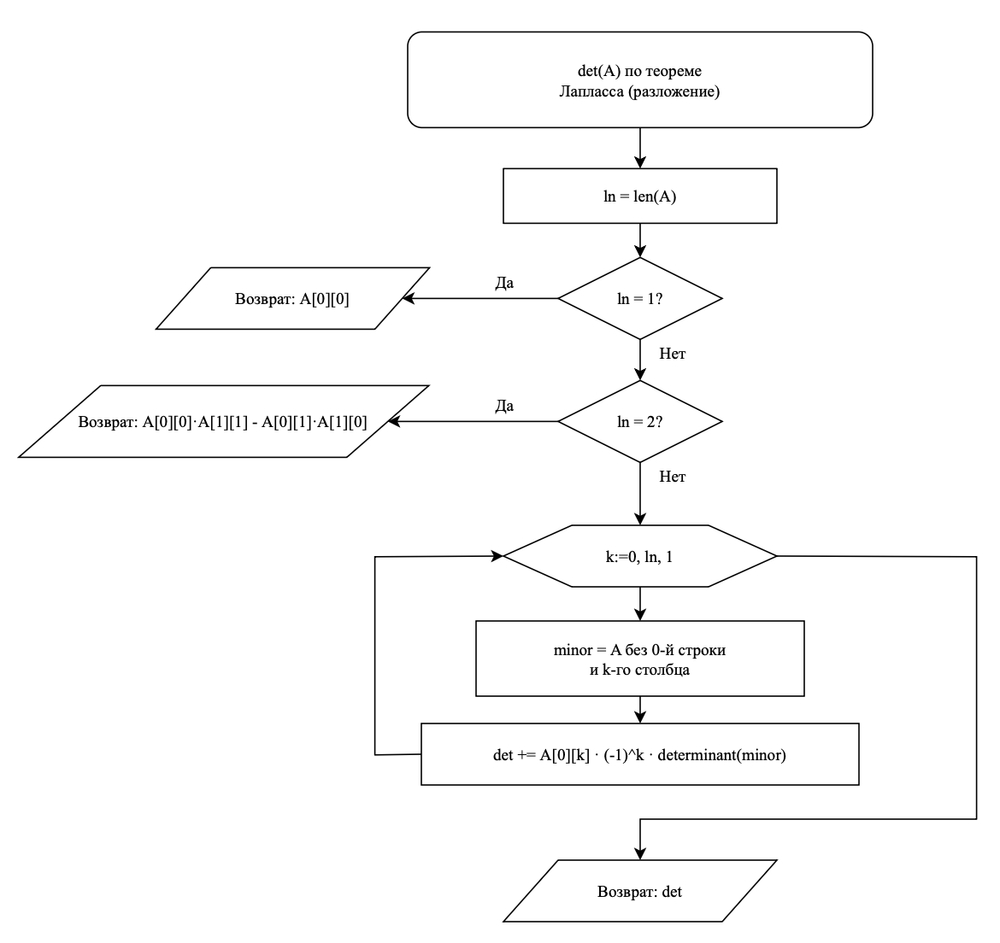 det(A) по теореме
Лапласса (разложение)
ln = len(A)
Да
Возврат: A[0][0]
ln = 1?
Нет
Да
Возврат: A[0][0]·A[1][1] - A[0][1]·A[1][0]
ln = 2?
Нет
k:=0, ln, 1
minor = A без 0-й строки
и k-го столбца
det += A[0][k] · (-1)^k · determinant(minor)
Возврат: det